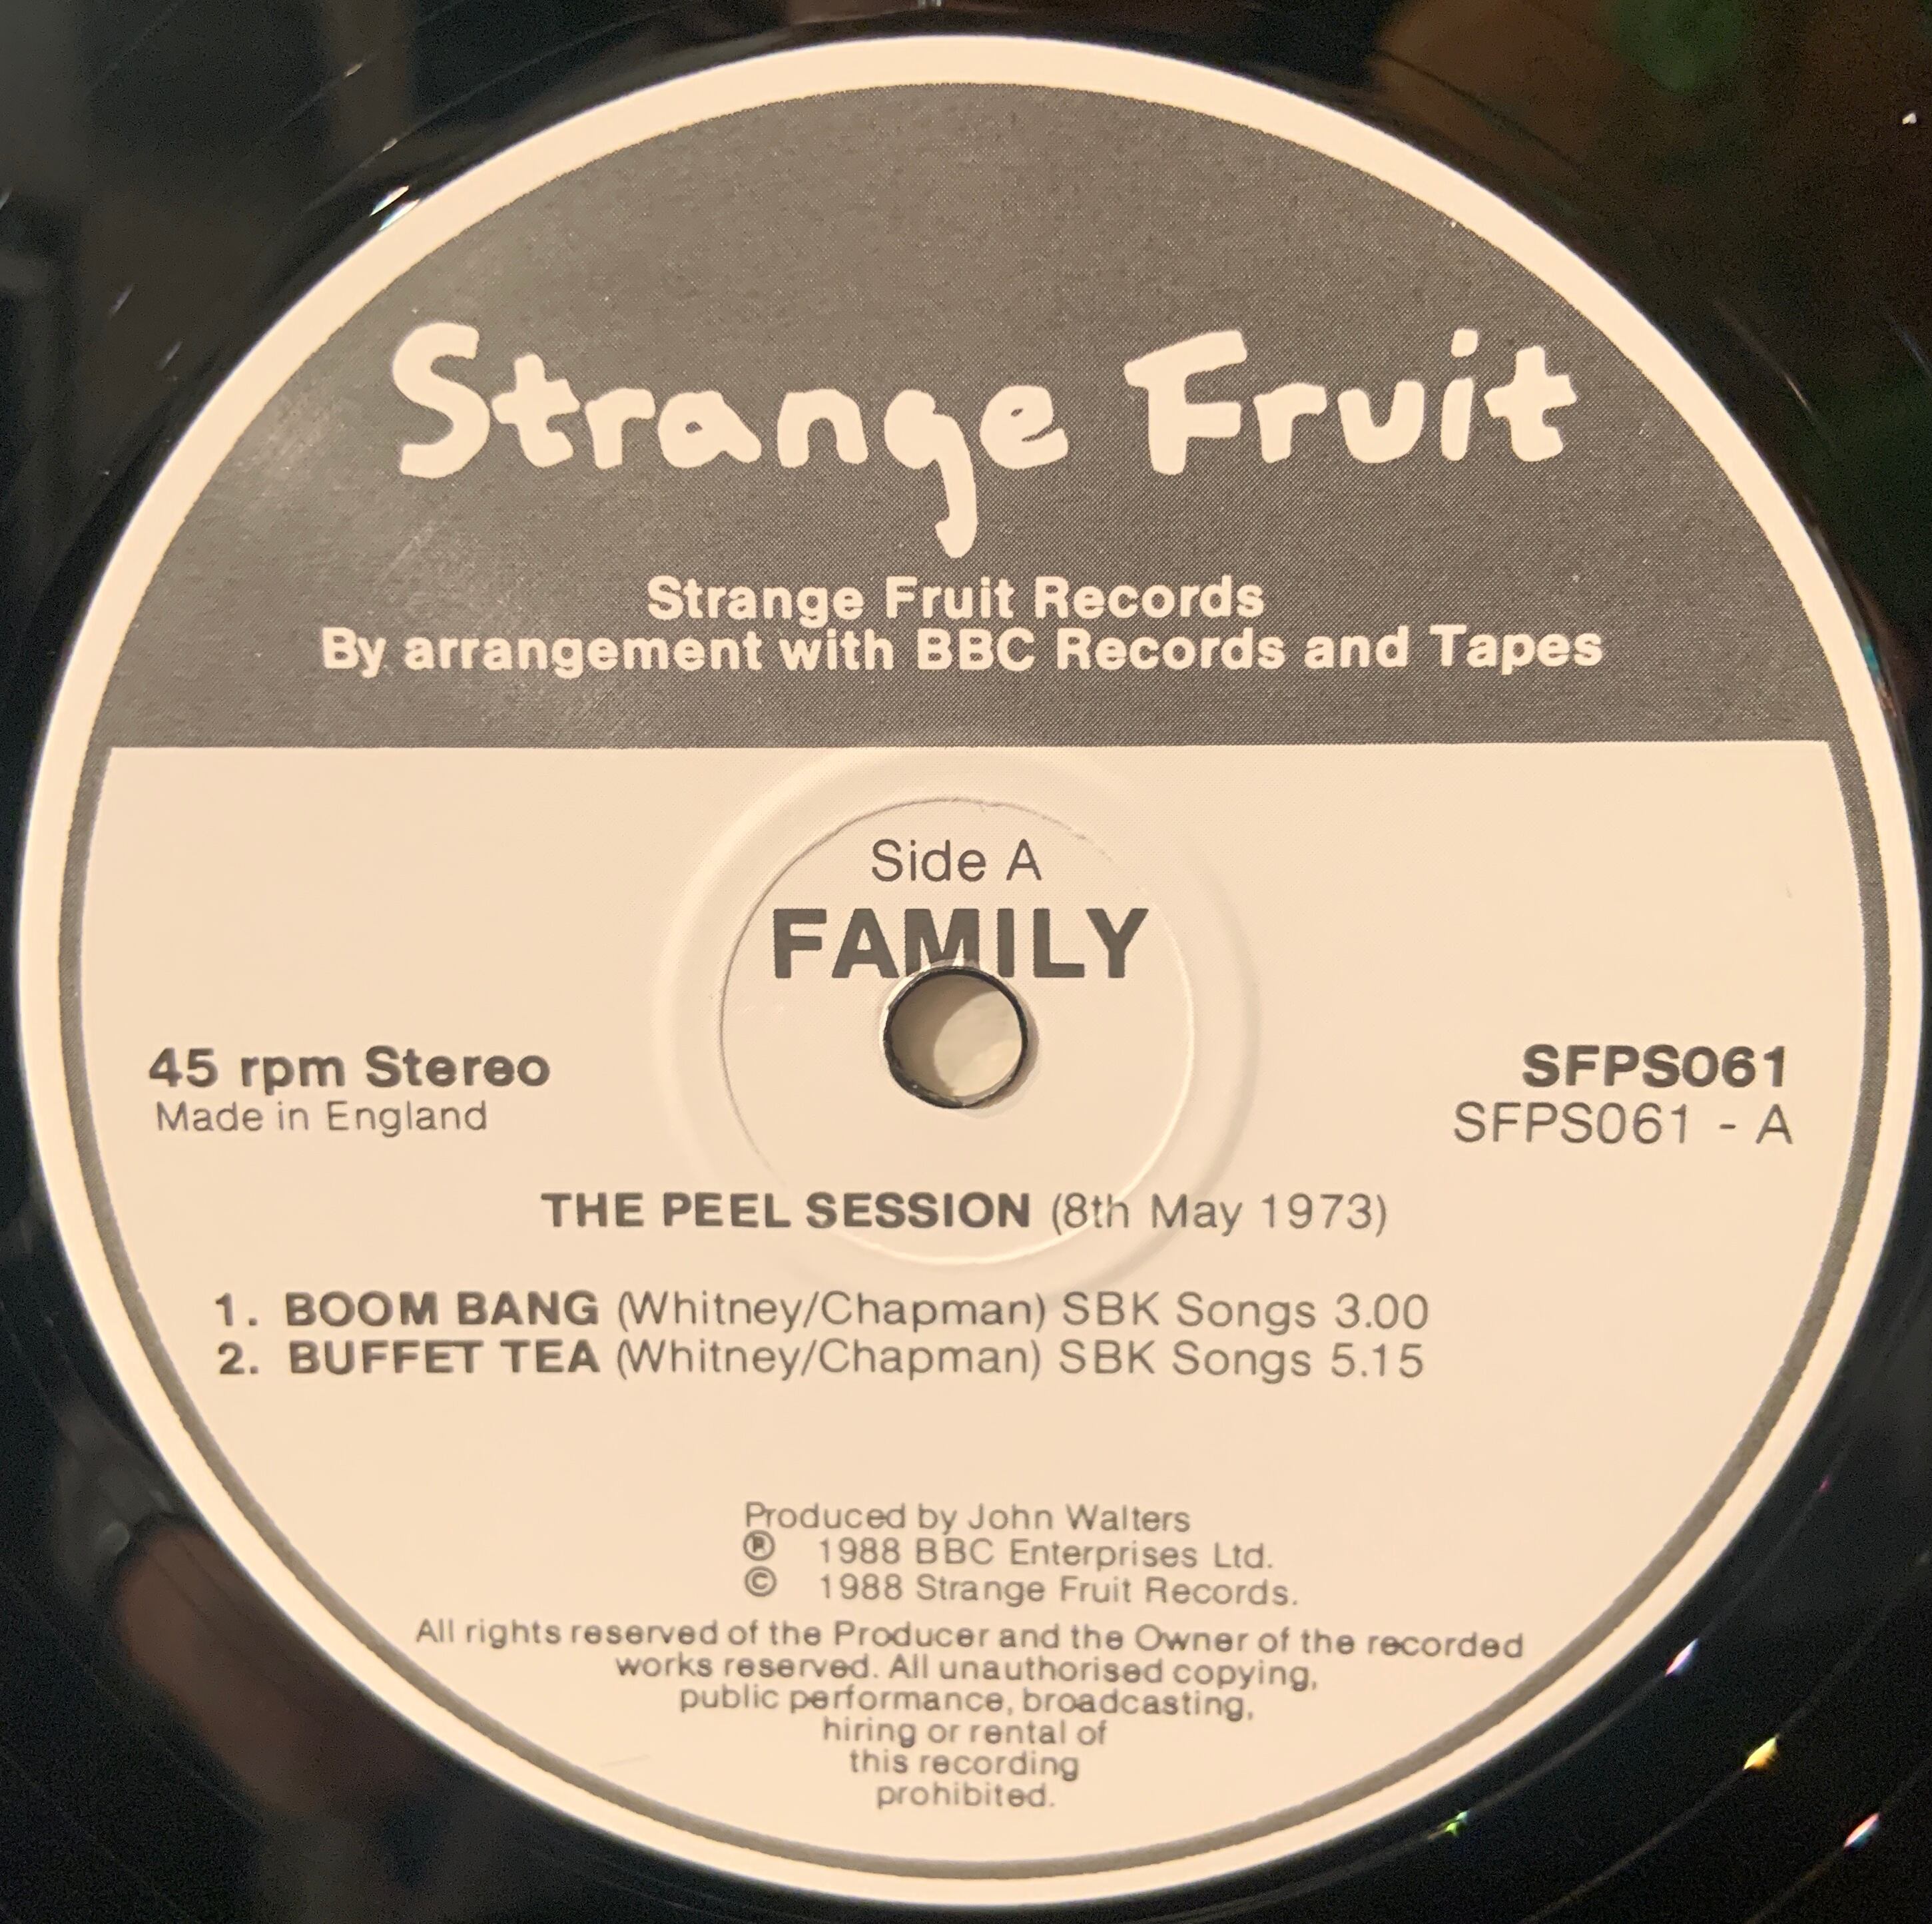 Strange Fruit
Strange Fruit Records
By arrangement with BBC Records and Tapes
Side A
FAMILY
45 rpm Stereo
Made in England
SFPS061
SFPS061 - A
THE PEEL SESSION (8th May 1973)
1. BOOM BANG (Whitney/Chapman) SBK Songs 3.00
2. BUFFET TEA (Whitney/Chapman) SBK Songs 5.15
Produced by John Walters
Ⓟ 1988 BBC Enterprises Ltd.
© 1988 Strange Fruit Records.
All rights reserved of the Producer and the Owner of the recorded
works reserved. All unauthorised copying,
public performance, broadcasting,
hiring or rental of
this recording
prohibited.